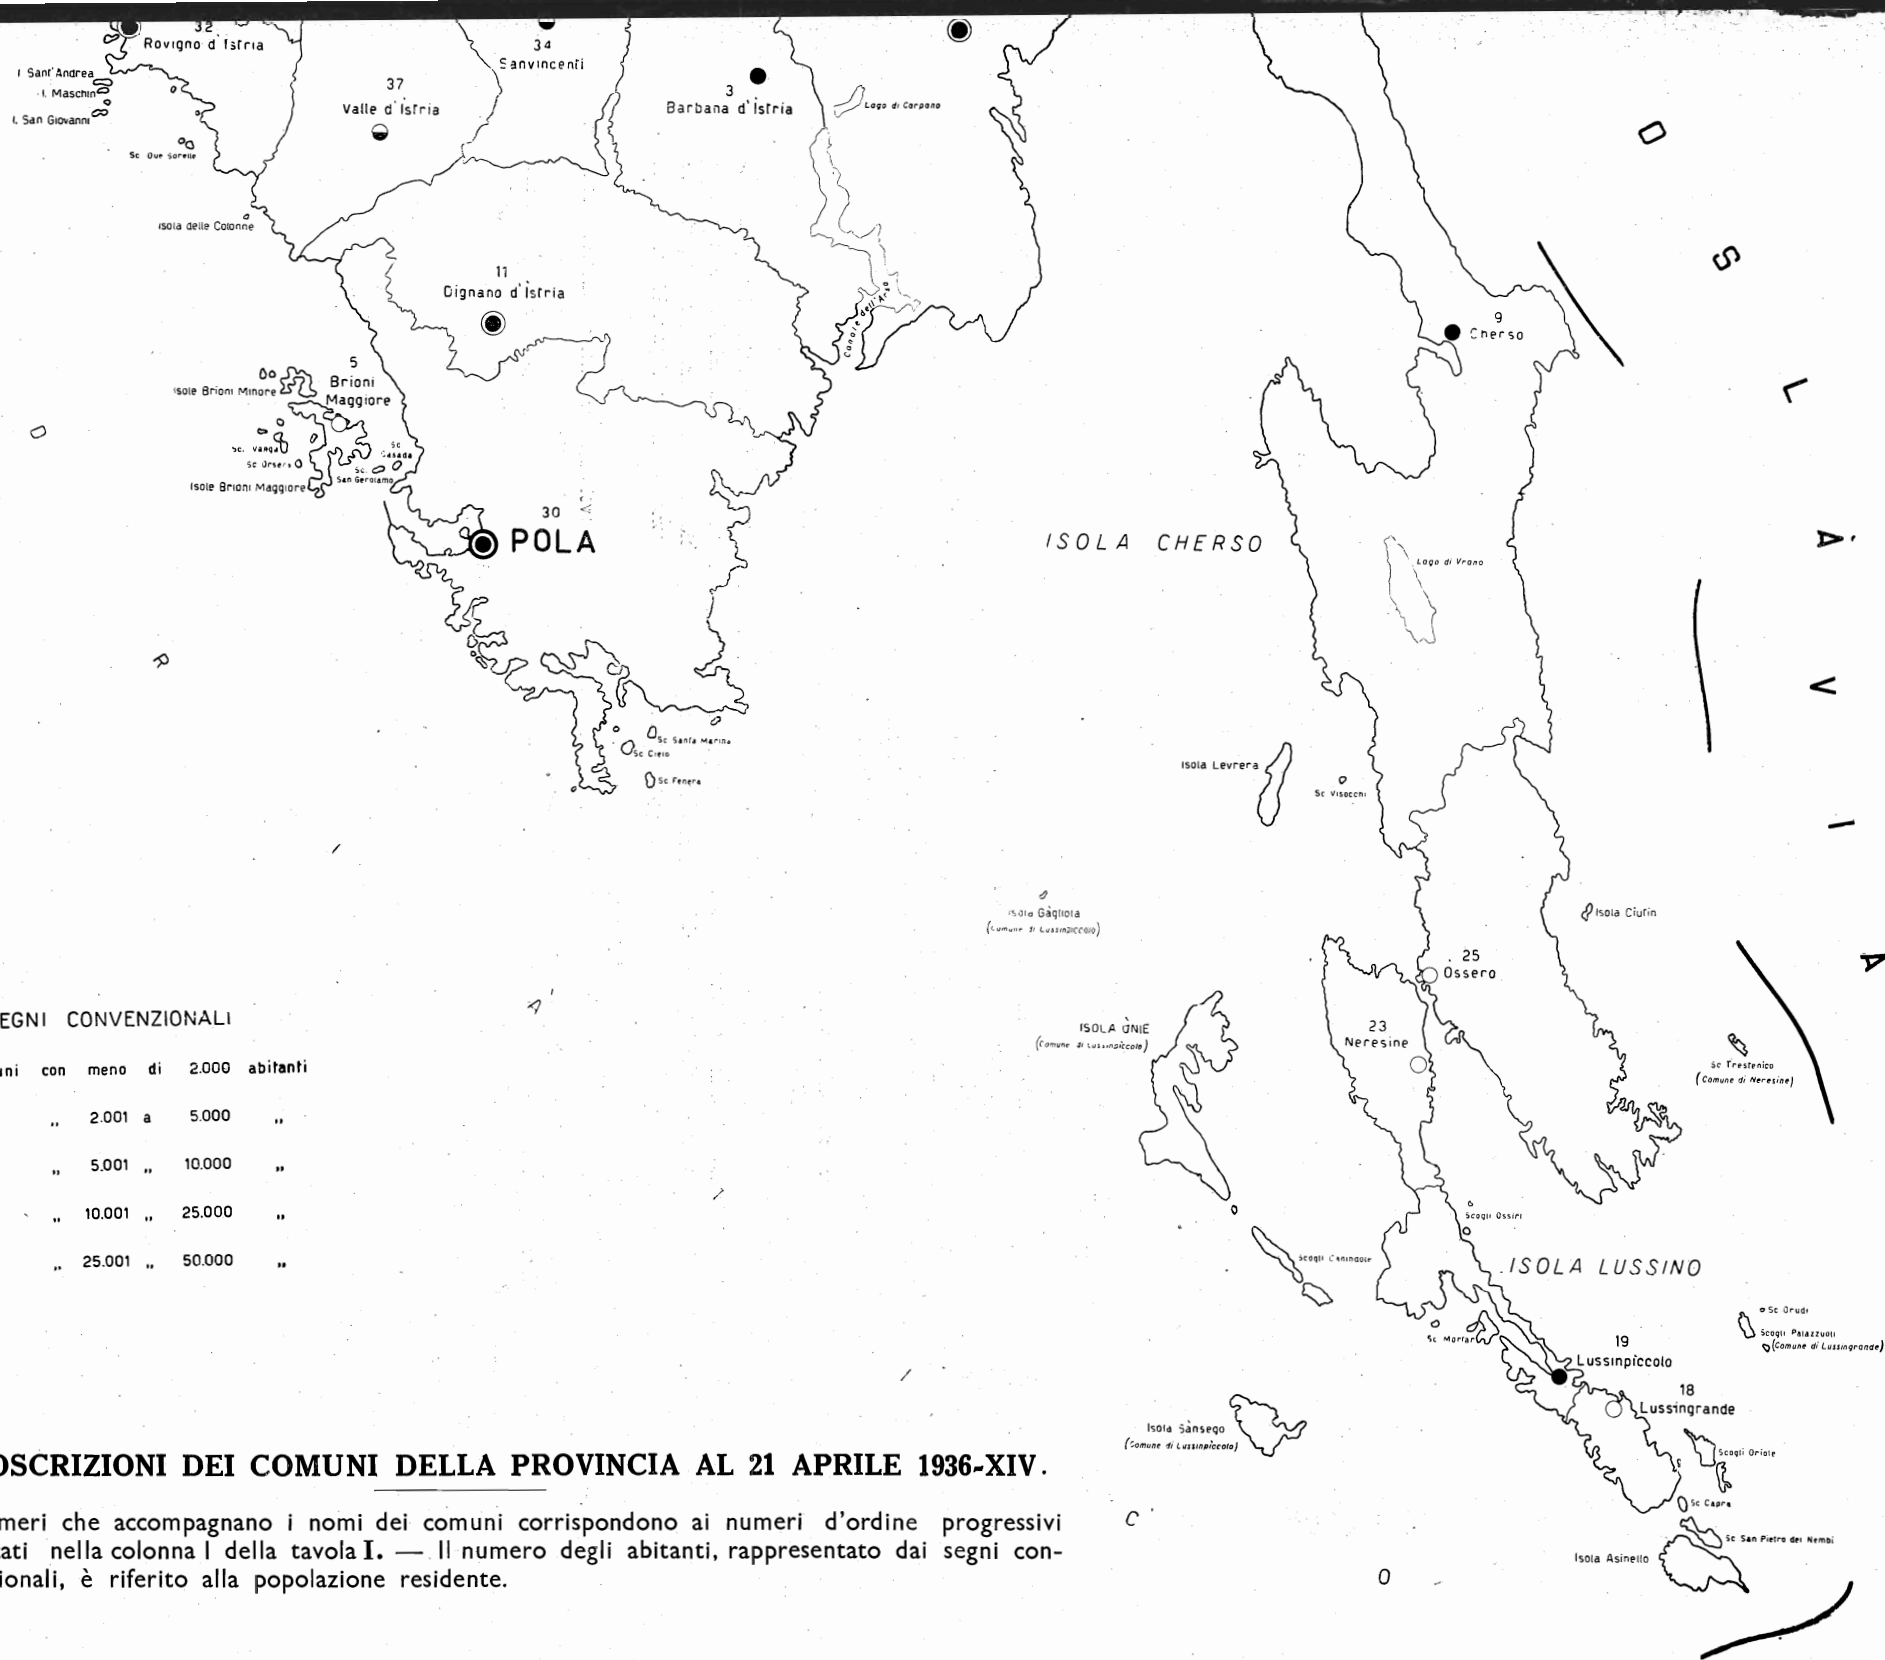 32
Rovigno d'Istria
I. Sant'Andrea
I. Maschin
I. San Giovanni
Sc. Due Sorelle
Isola delle Colonne
37
Valle d'Istria
34
Sanvincenti
3
Barbana d'Istria
Lago di Carpano
Canale dell'Arsa
11
Dignano d'Istria
5
Brioni
Maggiore
Isole Brioni Minore
Sc. Vanga
Sc. Orsera
Isole Brioni Maggiore
Sc.
Casada
Sc.
San Gerolamo
30
POLA
Sc. Santa Marina
Sc. Cielo
Sc. Fenera
9
Cherso
ISOLA CHERSO
Lago di Vrana
Isola Levrera
Sc. Visocchi
Isola Gàgliola
(Comune di Lussinpiccolo)
Isola Ciutin
25
Ossero
23
Neresine
ISOLA ÙNIE
(Comune di Lussinpiccolo)
Sc. Trestenico
(Comune di Neresine)
Scogli Ossiri
Scogli Canidole
ISOLA LUSSINO
Sc. Orudi
Scogli Palazzuoli
(Comune di Lussingrande)
Sc. Mortar
19
Lussinpiccolo
18
Lussingrande
Isola Sànsego
(Comune di Lussinpiccolo)
Scogli Oriole
Sc. Capra
Sc. San Pietro dei Nembi
Isola Asinello
O S L A V I A
D R I A T I C O
EGNI CONVENZIONALI
uni con meno di 2.000 abitanti
„ 2.001 a 5.000 „
„ 5.001 „ 10.000 „
„ 10.001 „ 25.000 „
„ 25.001 „ 50.000 „
OSCRIZIONI DEI COMUNI DELLA PROVINCIA AL 21 APRILE 1936-XIV.
meri che accompagnano i nomi dei comuni corrispondono ai numeri d'ordine progressivi
ati nella colonna I della tavola I. — Il numero degli abitanti, rappresentato dai segni con-
ionali, è riferito alla popolazione residente.